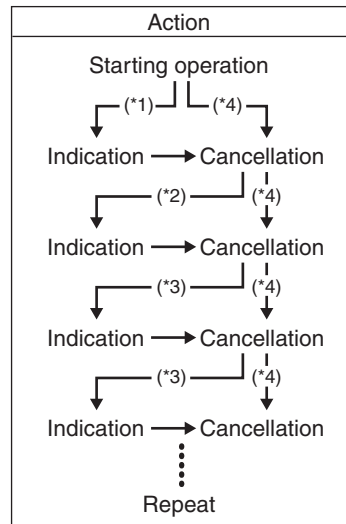 Action
Starting operation
(*1) (*4)
Indication Cancellation
(*2) (*4)
Indication Cancellation
(*3) (*4)
Indication Cancellation
(*3) (*4)
Indication Cancellation
Repeat